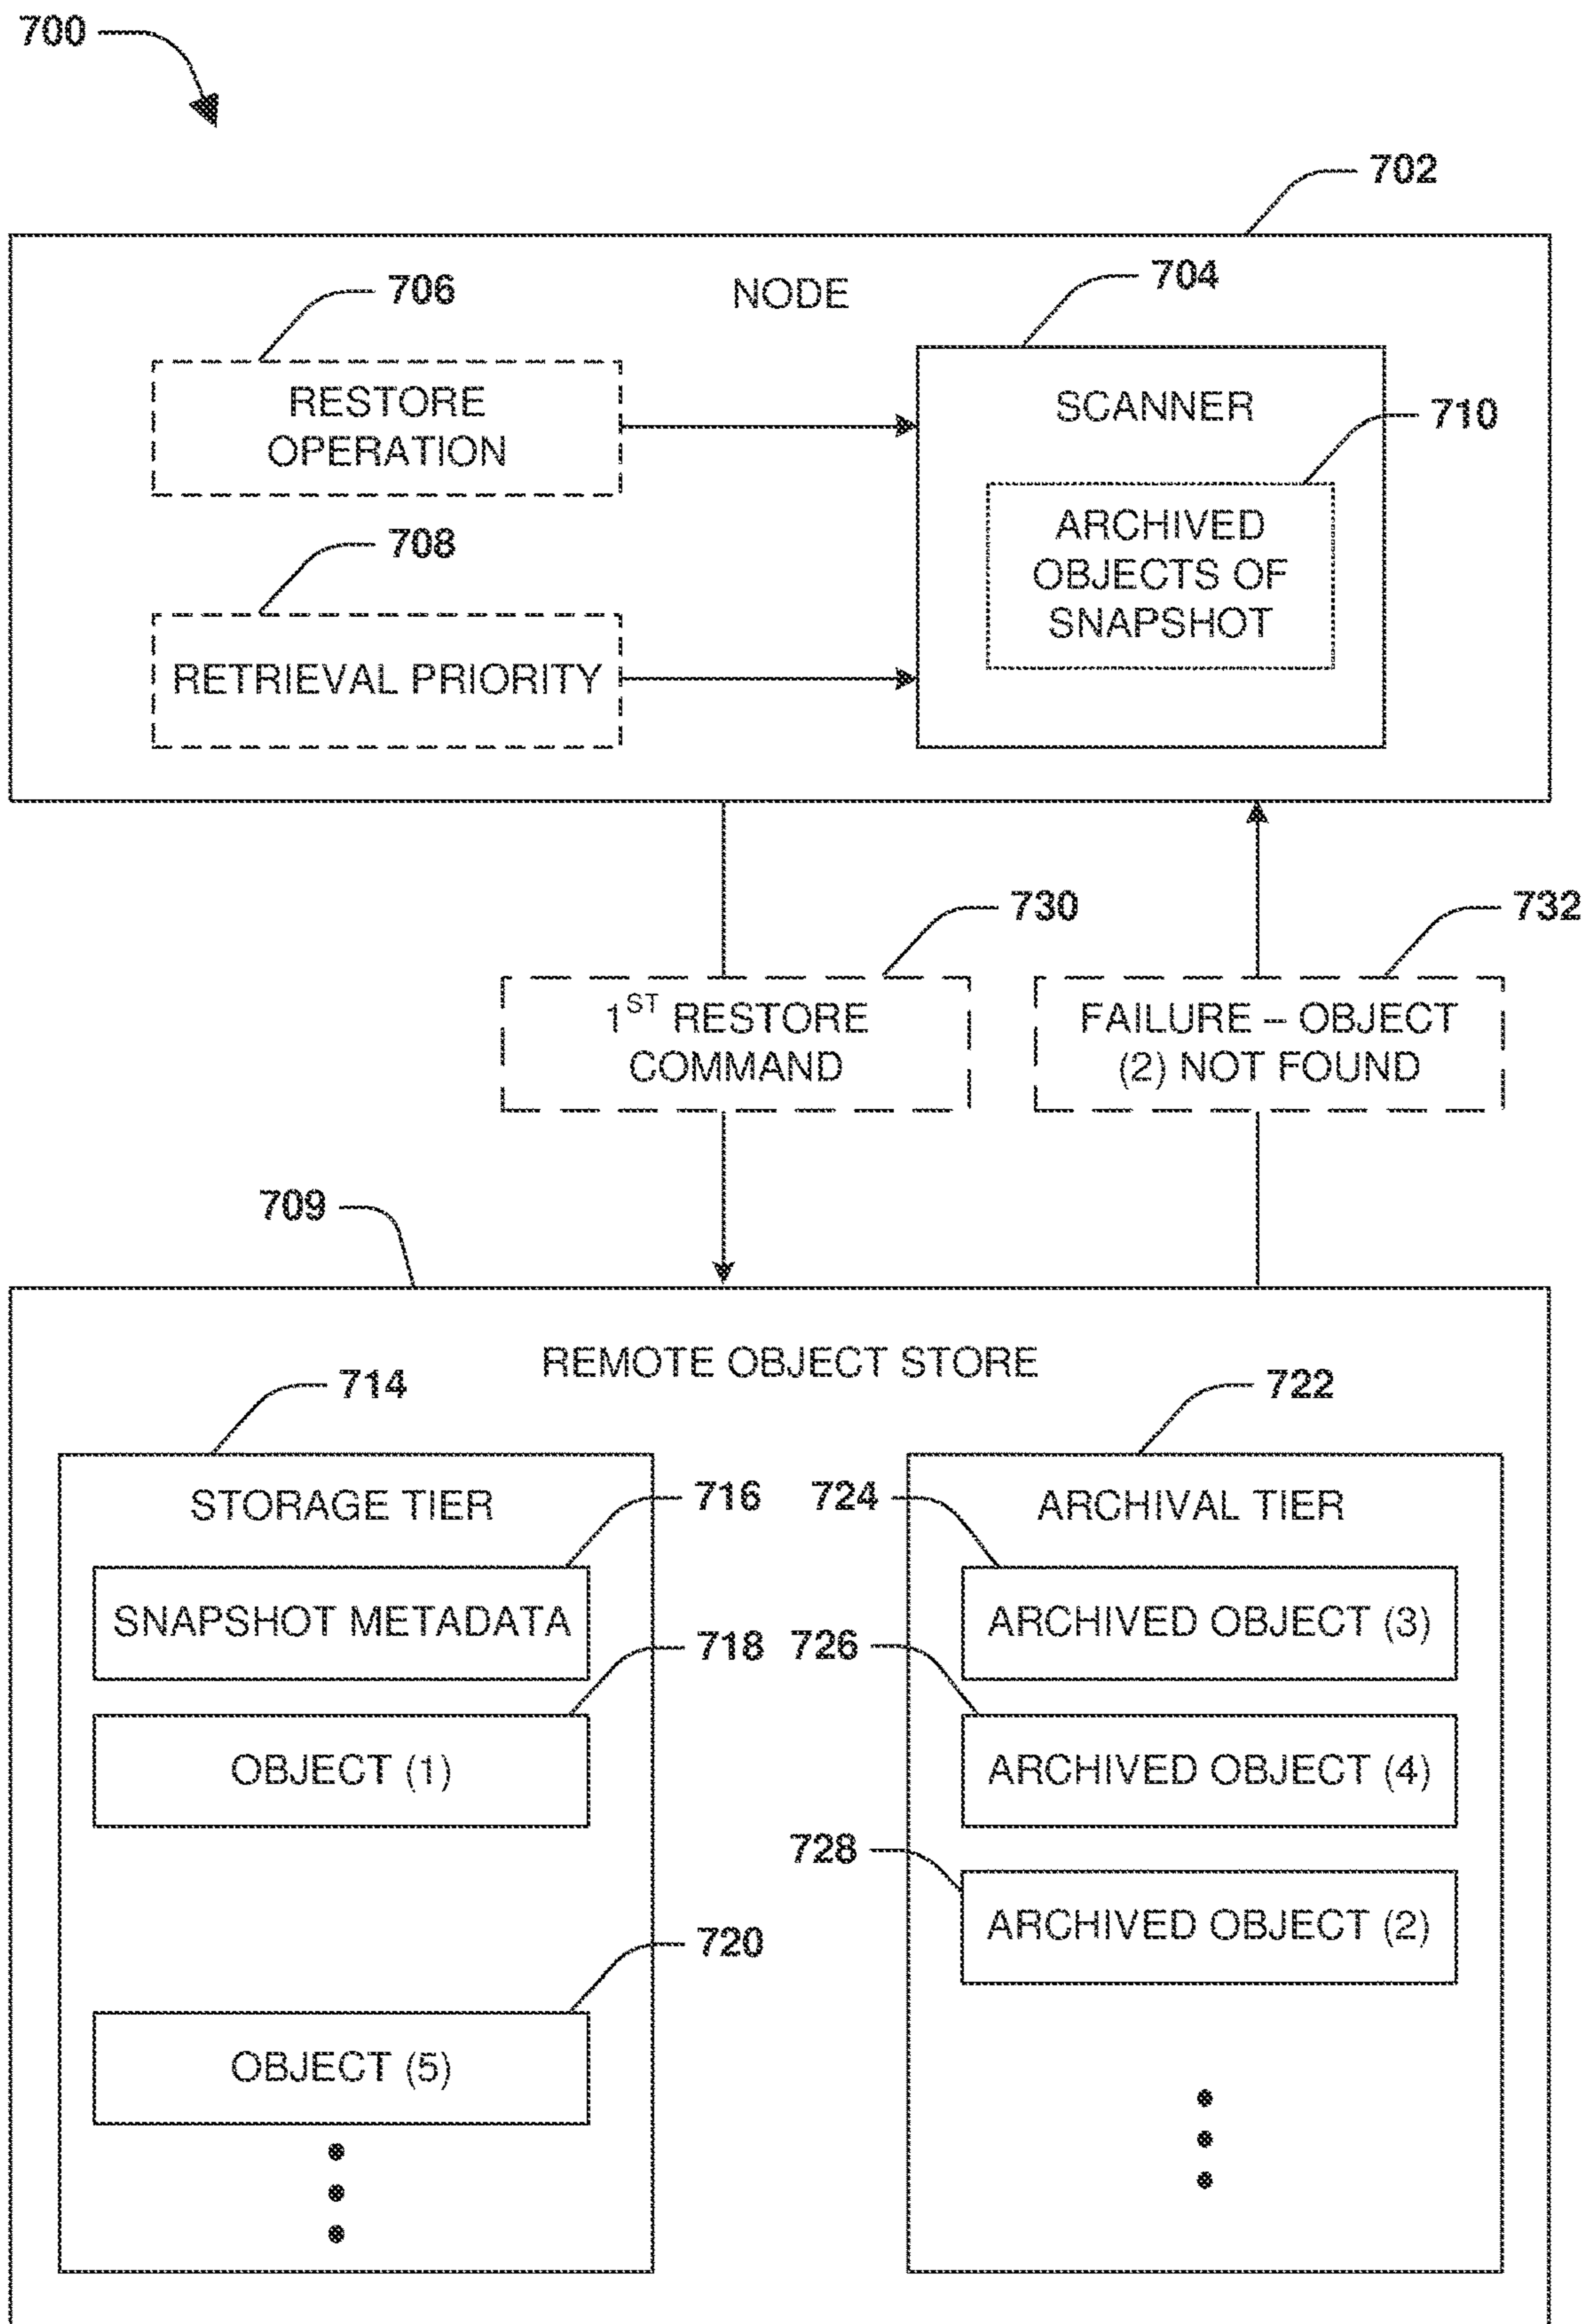 700
702
706
NODE
704
RESTORE
OPERATION
SCANNER
710
ARCHIVED
OBJECTS OF
SNAPSHOT
708
RETRIEVAL PRIORITY
730
732
1ST RESTORE
COMMAND
FAILURE – OBJECT
(2) NOT FOUND
709
REMOTE OBJECT STORE
714
722
STORAGE TIER
716
724
ARCHIVAL TIER
SNAPSHOT METADATA
ARCHIVED OBJECT (3)
718
726
OBJECT (1)
ARCHIVED OBJECT (4)
728
ARCHIVED OBJECT (2)
720
OBJECT (5)